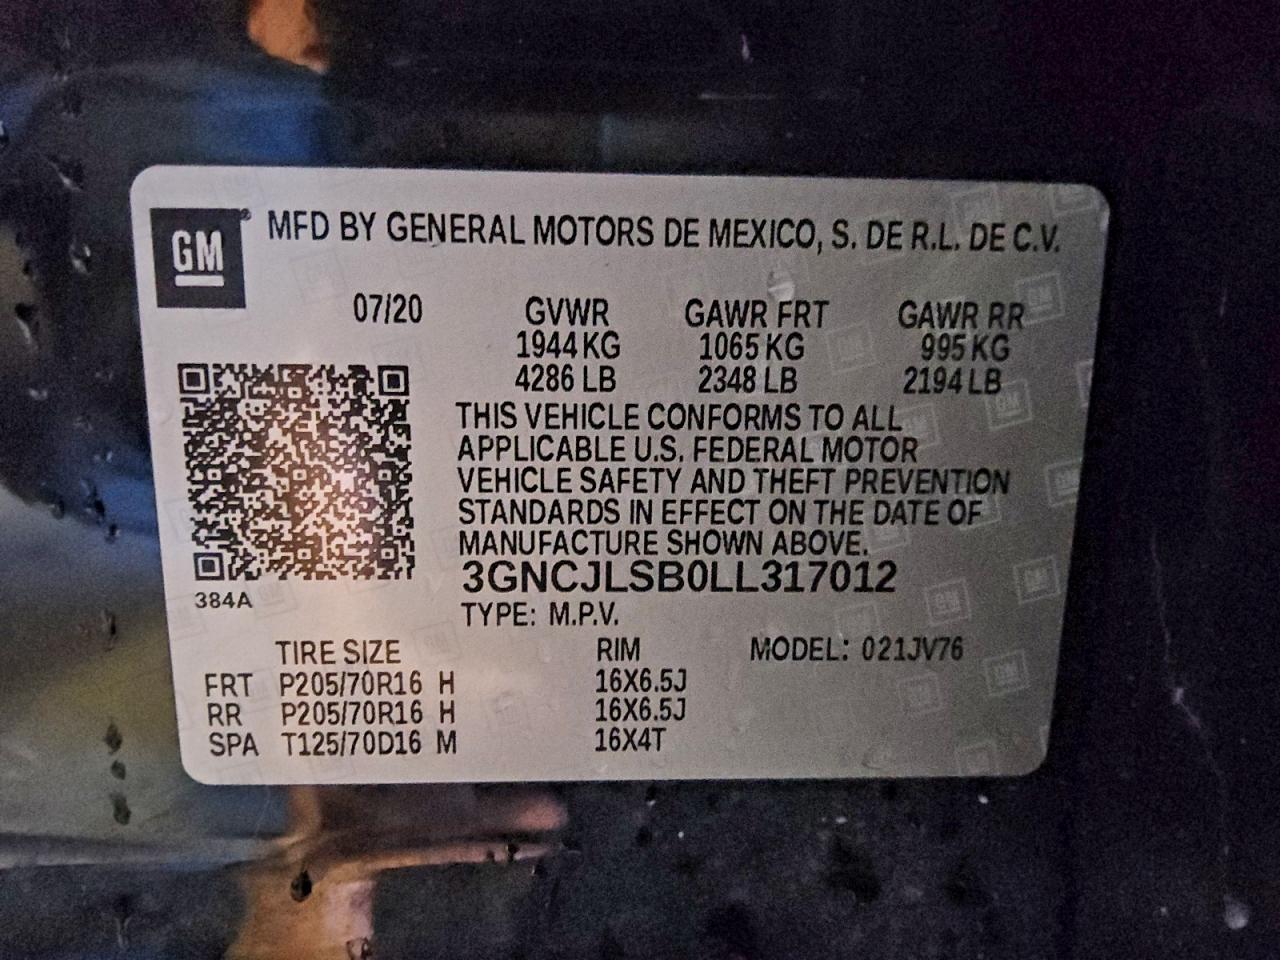 GM®
MFD BY GENERAL MOTORS DE MEXICO, S. DE R.L. DE C.V.
07/20 GVWR GAWR FRT GAWR RR
1944 KG 1065 KG 995 KG
4286 LB 2348 LB 2194 LB
THIS VEHICLE CONFORMS TO ALL
APPLICABLE U.S. FEDERAL MOTOR
VEHICLE SAFETY AND THEFT PREVENTION
STANDARDS IN EFFECT ON THE DATE OF
MANUFACTURE SHOWN ABOVE.
3GNCJLSB0LL317012
384A
TYPE: M.P.V.
TIRE SIZE RIM MODEL: 021JV76
FRT P205/70R16 H 16X6.5J
RR P205/70R16 H 16X6.5J
SPA T125/70D16 M 16X4T